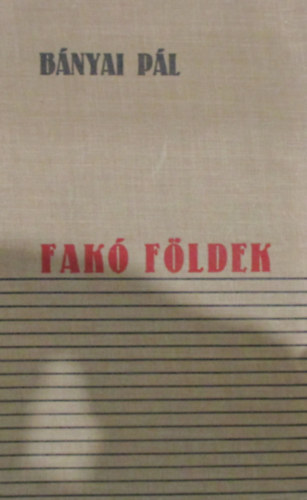 BÁNYAI PÁL
FAKÓ FÖLDEK